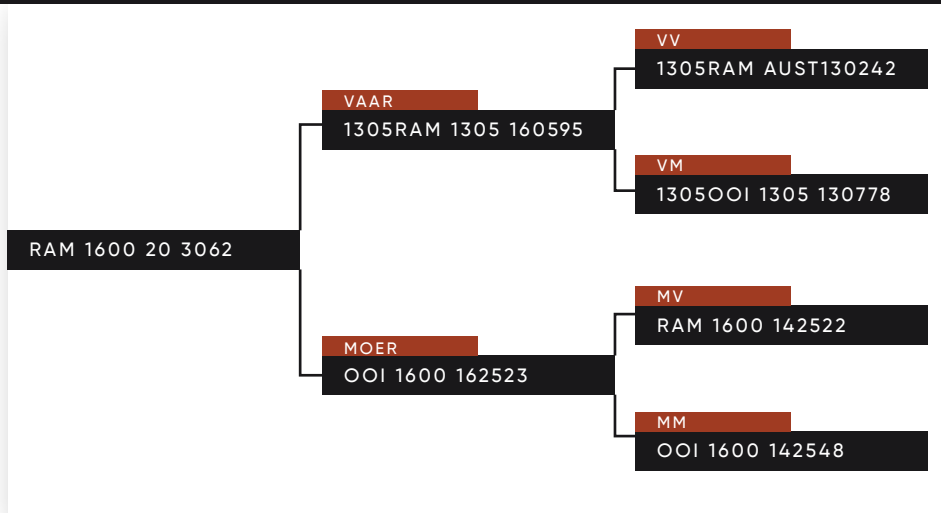 VV
1305RAM AUST130242
VAAR
1305RAM 1305 160595
VM
1305OOI 1305 130778
RAM 1600 20 3062
MV
RAM 1600 142522
MOER
OOI 1600 162523
MM
OOI 1600 142548